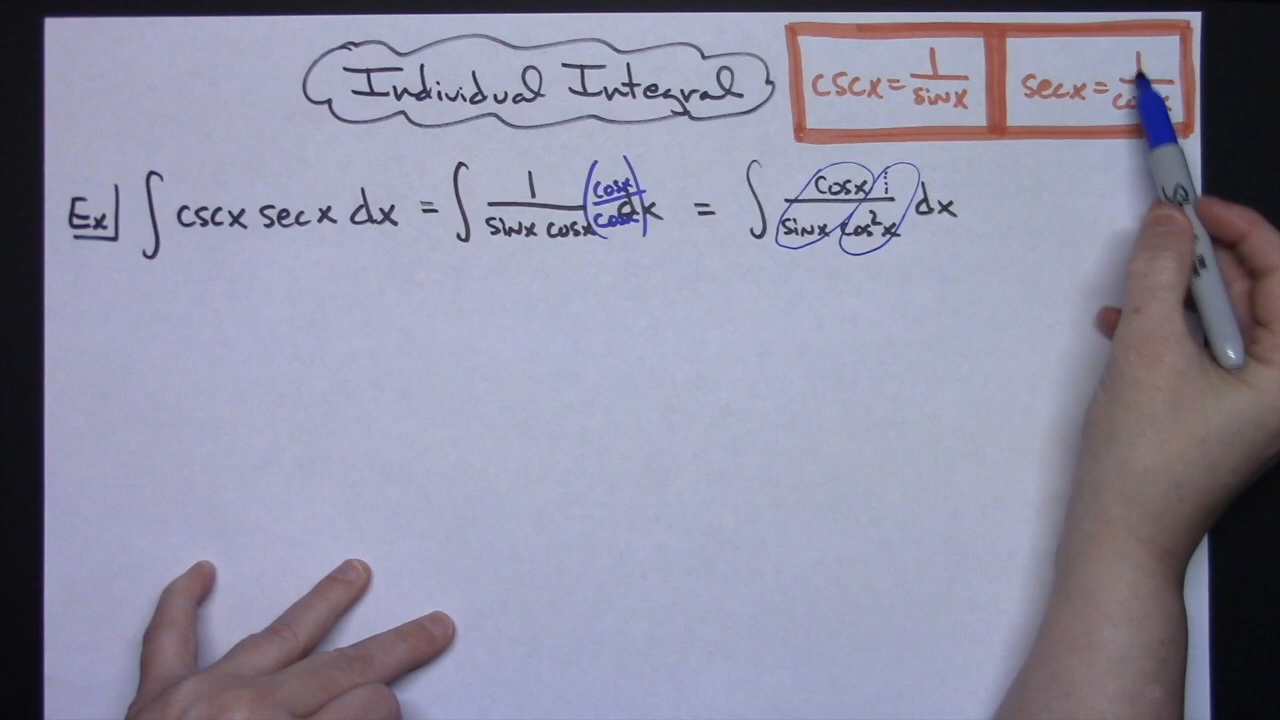 Individual Integral
cscx = 1/sinx
secx = 1/cosx
Ex] ∫ cscx secx dx = ∫ 1/(sinx cosx) (cosx/cosx) dx = ∫ (cosx · 1)/(sinx cos²x) dx